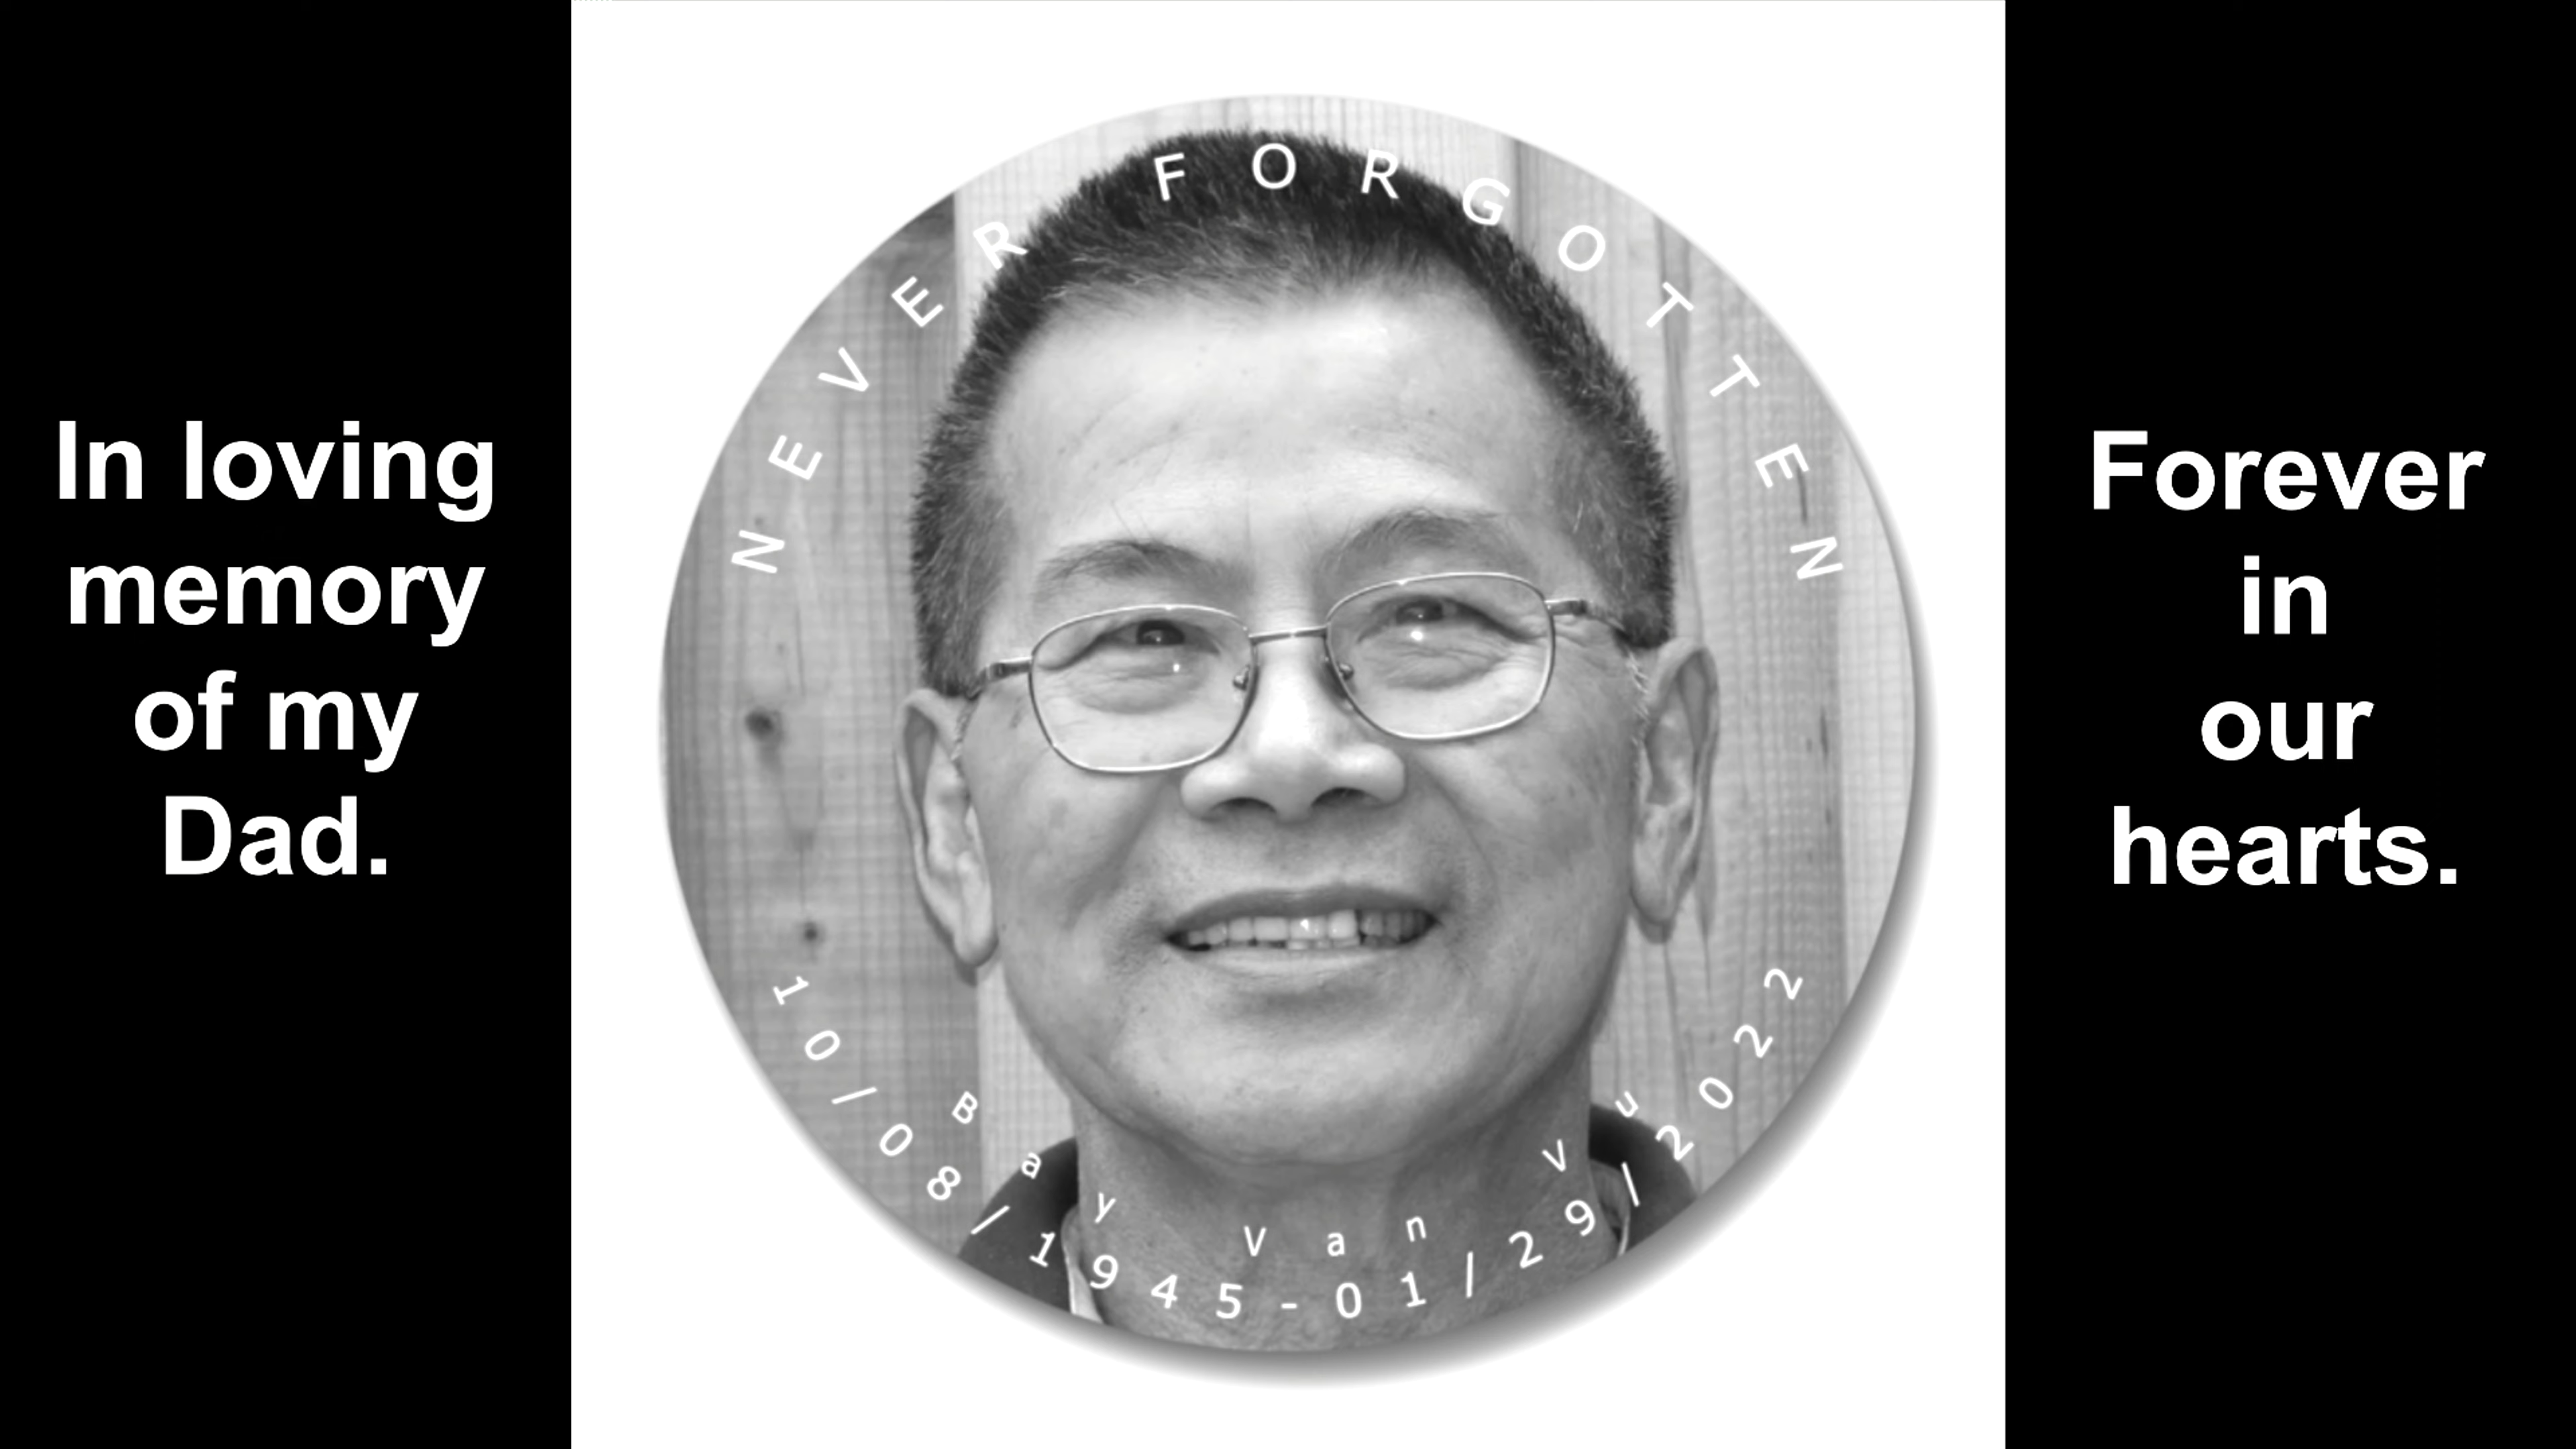 In loving
memory
of my
Dad.
NEVER FORGOTTEN
Bay Van Vu
10/08/1945-01/29/2022
Forever
in
our
hearts.